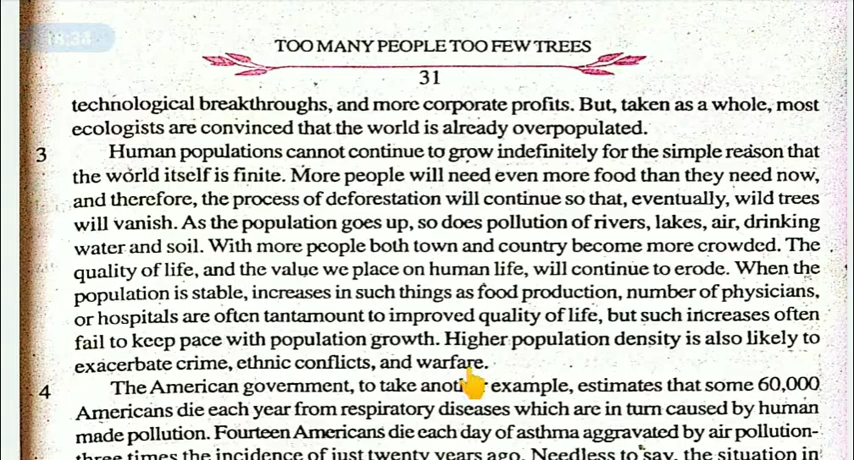 18:34
TOO MANY PEOPLE TOO FEW TREES
31
technological breakthroughs, and more corporate profits. But, taken as a whole, most
ecologists are convinced that the world is already overpopulated.
3 Human populations cannot continue to grow indefinitely for the simple reason that
the world itself is finite. More people will need even more food than they need now,
and therefore, the process of deforestation will continue so that, eventually, wild trees
will vanish. As the population goes up, so does pollution of rivers, lakes, air, drinking
water and soil. With more people both town and country become more crowded. The
quality of life, and the value we place on human life, will continue to erode. When the
population is stable, increases in such things as food production, number of physicians,
or hospitals are often tantamount to improved quality of life, but such increases often
fail to keep pace with population growth. Higher population density is also likely to
exacerbate crime, ethnic conflicts, and warfare.
4 The American government, to take example, estimates that some 60,000
Americans die each year from respiratory diseases which are in turn caused by human
made pollution. Fourteen Americans die each day of asthma aggravated by air pollution-
three times the incidence of just twenty years ago. Needless to say, the situation in